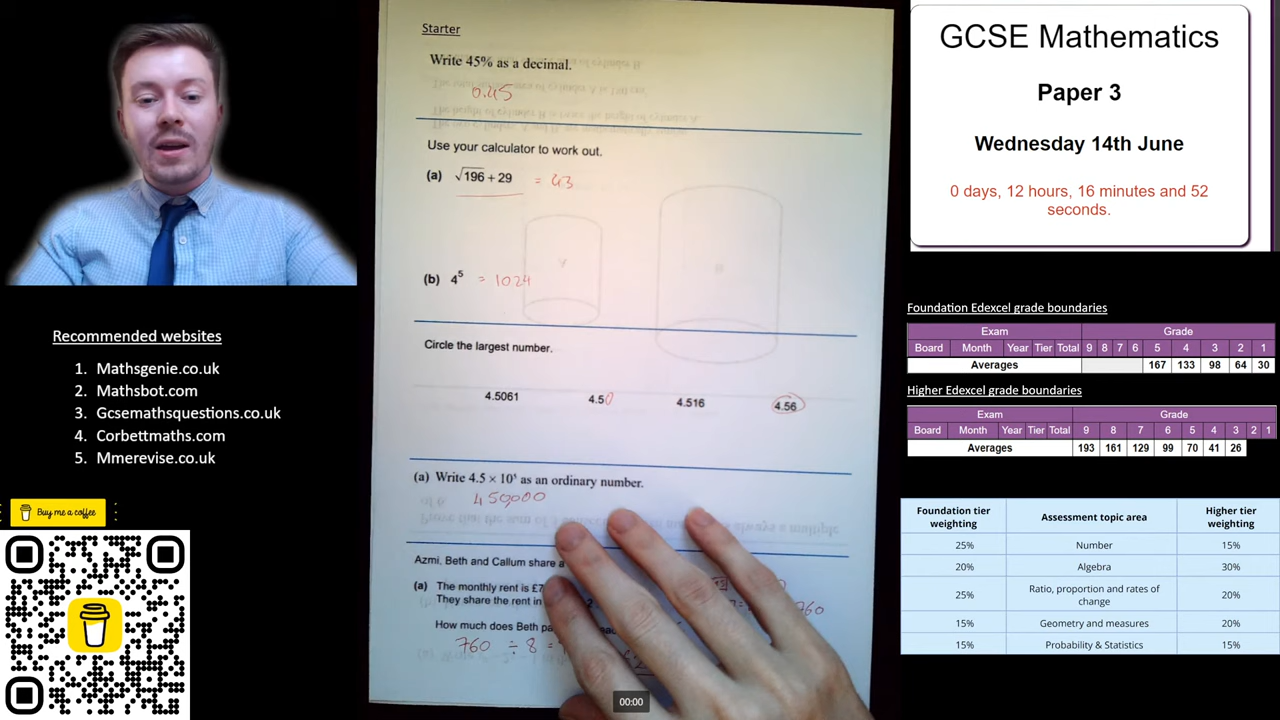 Starter
Write 45% as a decimal.
0.45
Use your calculator to work out.
(a) √196 + 29 = 43
(b) 4⁵ = 1024
Circle the largest number.
4.5061 4.50 4.516 4.56
(a) Write 4.5 × 10⁵ as an ordinary number.
450000
Azmi, Beth and Callum share a
(a) The monthly rent is £7
They share the rent in
How much does Beth pa
760 ÷ 8 =
760
00:00
Recommended websites
1. Mathsgenie.co.uk
2. Mathsbot.com
3. Gcsemathsquestions.co.uk
4. Corbettmaths.com
5. Mmerevise.co.uk
Buy me a coffee
GCSE Mathematics
Paper 3
Wednesday 14th June
0 days, 12 hours, 16 minutes and 52
seconds.
Foundation Edexcel grade boundaries
Exam Grade
Board Month Year Tier Total 9 8 7 6 5 4 3 2 1
Averages 167 133 98 64 30
Higher Edexcel grade boundaries
Exam Grade
Board Month Year Tier Total 9 8 7 6 5 4 3 2 1
Averages 193 161 129 99 70 41 26
Foundation tier
weighting
Assessment topic area
Higher tier
weighting
25% Number 15%
20% Algebra 30%
25% Ratio, proportion and rates of
change 20%
15% Geometry and measures 20%
15% Probability & Statistics 15%